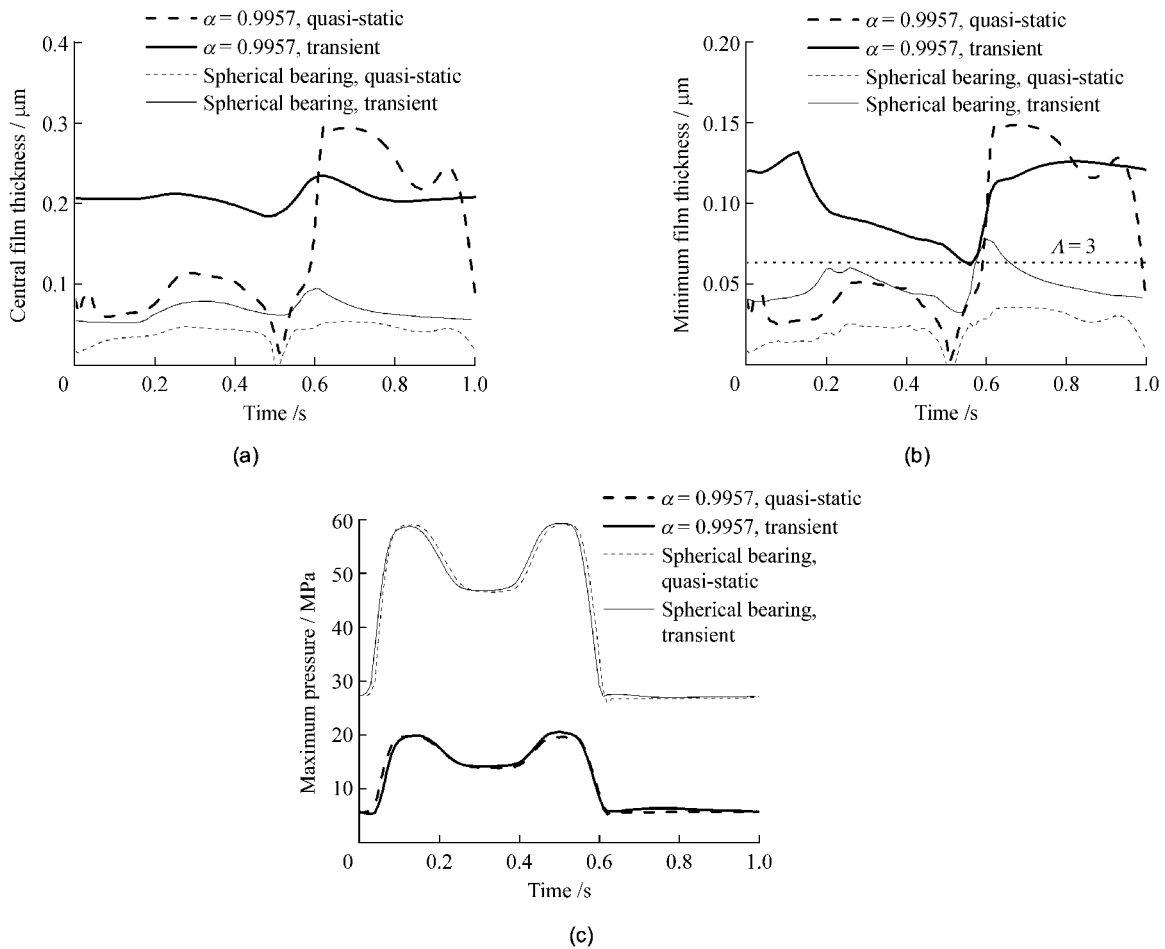 α = 0.9957, quasi-static
α = 0.9957, transient
Spherical bearing, quasi-static
Spherical bearing, transient
Central film thickness / μm
0.4
0.3
0.2
0.1
0 0.2 0.4 0.6 0.8 1.0
Time /s
(a)
α = 0.9957, quasi-static
α = 0.9957, transient
Spherical bearing, quasi-static
Spherical bearing, transient
Minimum film thickness / μm
0.20
0.15
0.10
0.05
Λ = 3
0 0.2 0.4 0.6 0.8 1.0
Time /s
(b)
α = 0.9957, quasi-static
α = 0.9957, transient
Spherical bearing,
quasi-static
Spherical bearing,
transient
Maximum pressure / MPa
60
50
40
30
20
10
0 0.2 0.4 0.6 0.8 1.0
Time /s
(c)